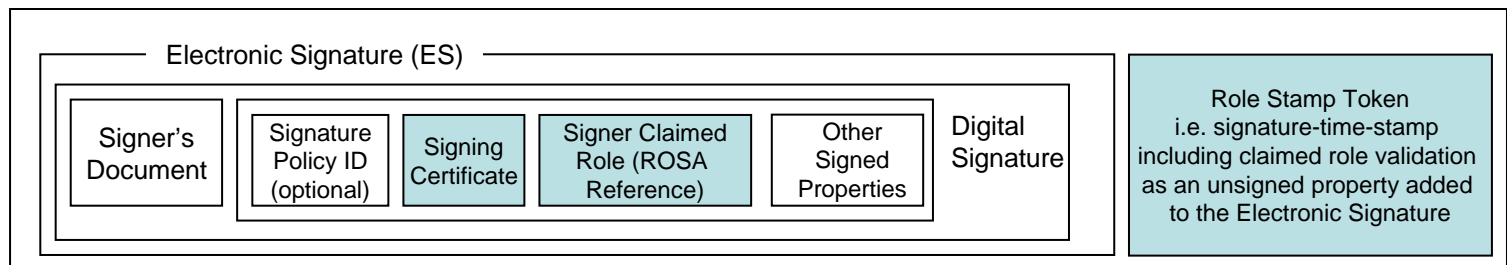 Electronic Signature (ES)
Signer's
Document
Signature
Policy ID
(optional)
Signing
Certificate
Signer Claimed
Role (ROSA
Reference)
Other
Signed
Properties
Digital
Signature
Role Stamp Token
i.e. signature-time-stamp
including claimed role validation
as an unsigned property added
to the Electronic Signature